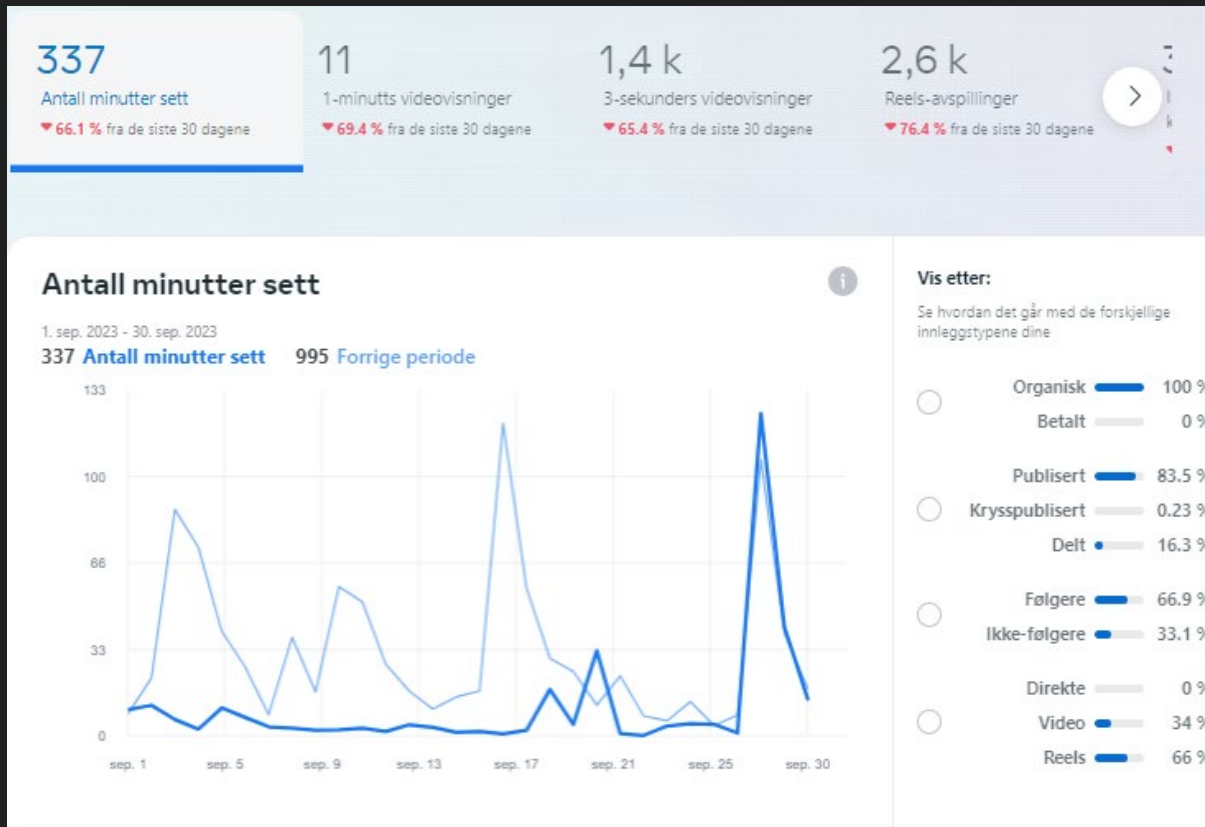 337
Antall minutter sett
66.1 % fra de siste 30 dagene
11
1-minutts videovisninger
69.4 % fra de siste 30 dagene
1,4 k
3-sekunders videovisninger
65.4 % fra de siste 30 dagene
2,6 k
Reels-avspillinger
76.4 % fra de siste 30 dagene
Antall minutter sett
1. sep. 2023 - 30. sep. 2023
337 Antall minutter sett 995 Forrige periode
133
100
66
33
0
sep. 1 sep. 5 sep. 9 sep. 13 sep. 17 sep. 21 sep. 25 sep. 30
Vis etter:
Se hvordan det går med de forskjellige
innleggstypene dine
Organisk 100 %
Betalt 0 %
Publisert 83.5 %
Krysspublisert 0.23 %
Delt 16.3 %
Følgere 66.9 %
Ikke-følgere 33.1 %
Direkte 0 %
Video 34 %
Reels 66 %